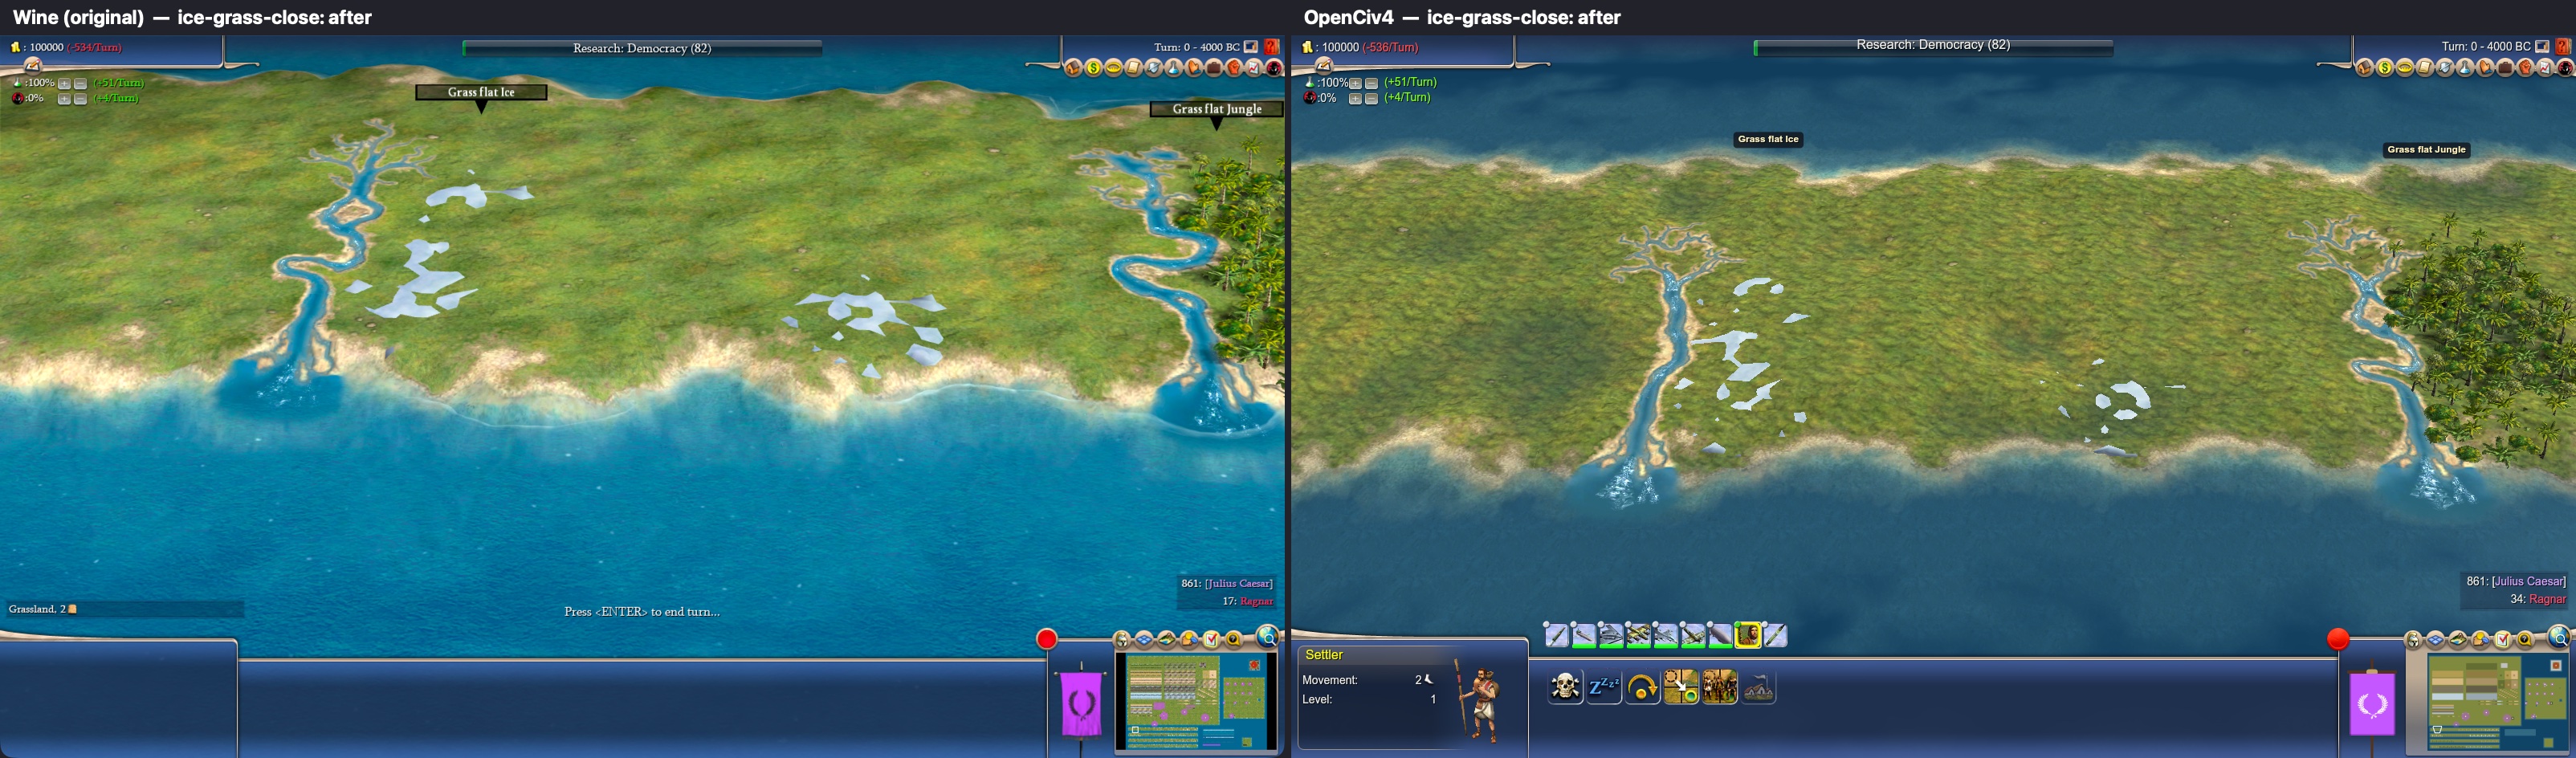 Wine (original) — ice-grass-close: after
: 100000 (-534/Turn)
Research: Democracy (82)
Turn: 0 - 4000 BC
:100% (+51/Turn)
:0% (+4/Turn)
Grass flat Ice
Grass flat Jungle
861: [Julius Caesar]
17: Ragnar
Grassland, 2
Press <ENTER> to end turn...
OpenCiv4 — ice-grass-close: after
: 100000 (-536/Turn)
Research: Democracy (82)
Turn: 0 - 4000 BC
:100% (+51/Turn)
:0% (+4/Turn)
Grass flat Ice
Grass flat Jungle
861: [Julius Caesar]
34: Ragnar
Settler
Movement: 2
Level: 1